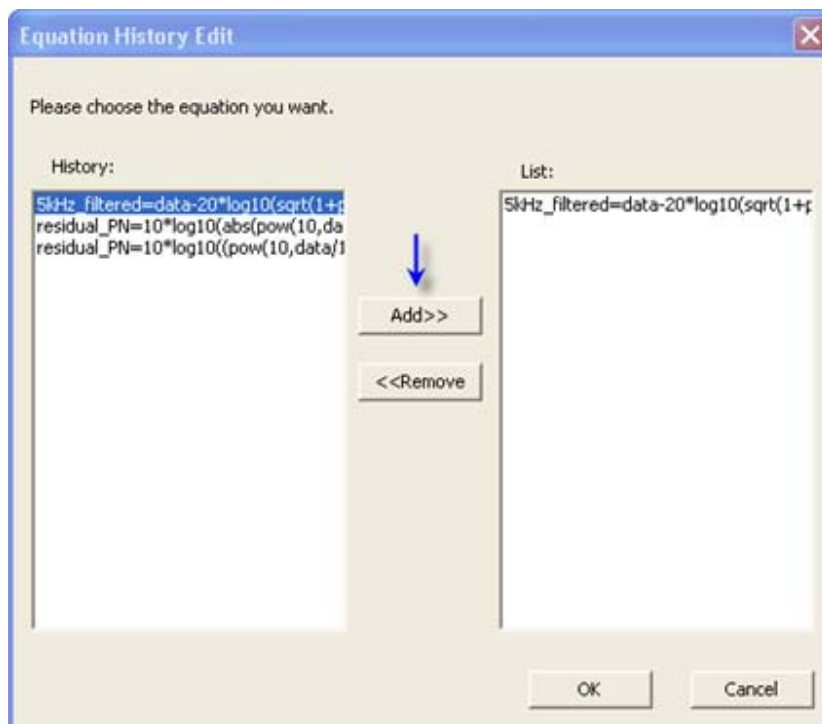 Equation History Edit
Please choose the equation you want.
History:
5kHz_filtered=data-20*log10(sqrt(1+p
residual_PN=10*log10(abs(pow(10,da
residual_PN=10*log10((pow(10,data/1
Add>>
<<Remove
List:
5kHz_filtered=data-20*log10(sqrt(1+p
OK
Cancel